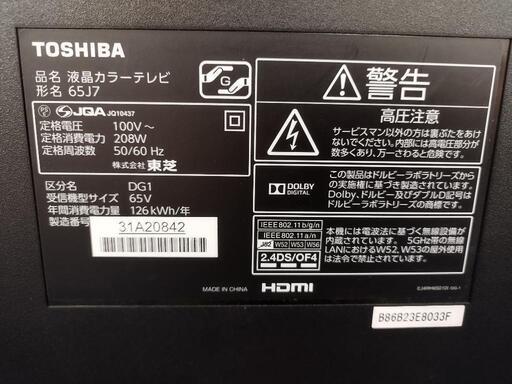 TOSHIBA
品名 液晶カラーテレビ
形名 65J7
JQA JQ10437
定格電圧 100V～
定格消費電力 208W
定格周波数 50/60 Hz
株式会社 東芝
区分名 DG1
受信機型サイズ 65V
年間消費電力量 126kWh/年
製造番号
31A20842
警告
高圧注意
サービスマン以外の方は裏ぶたをあけ
ないでください。内部には高電圧部分が
数多くあり、万一さわると危険です。
DOLBY
DIGITAL
この製品はドルビーラボラトリーズから
の実施権に基づき製造されています。
Dolby、ドルビー及びダブルD記号はド
ルビーラボラトリーズの商標です。
IEEE802.11b/g/n
IEEE802.11a/n
J52 W52 W53 W56
2.4DS/OF4
本機には電波法に基づく無線設備が
内蔵されています。 5GHz帯の無線
LANにおけるW52、W53の屋外使用
は法令で禁止されています。
MADE IN CHINA
HDMI
B86B23E8033F